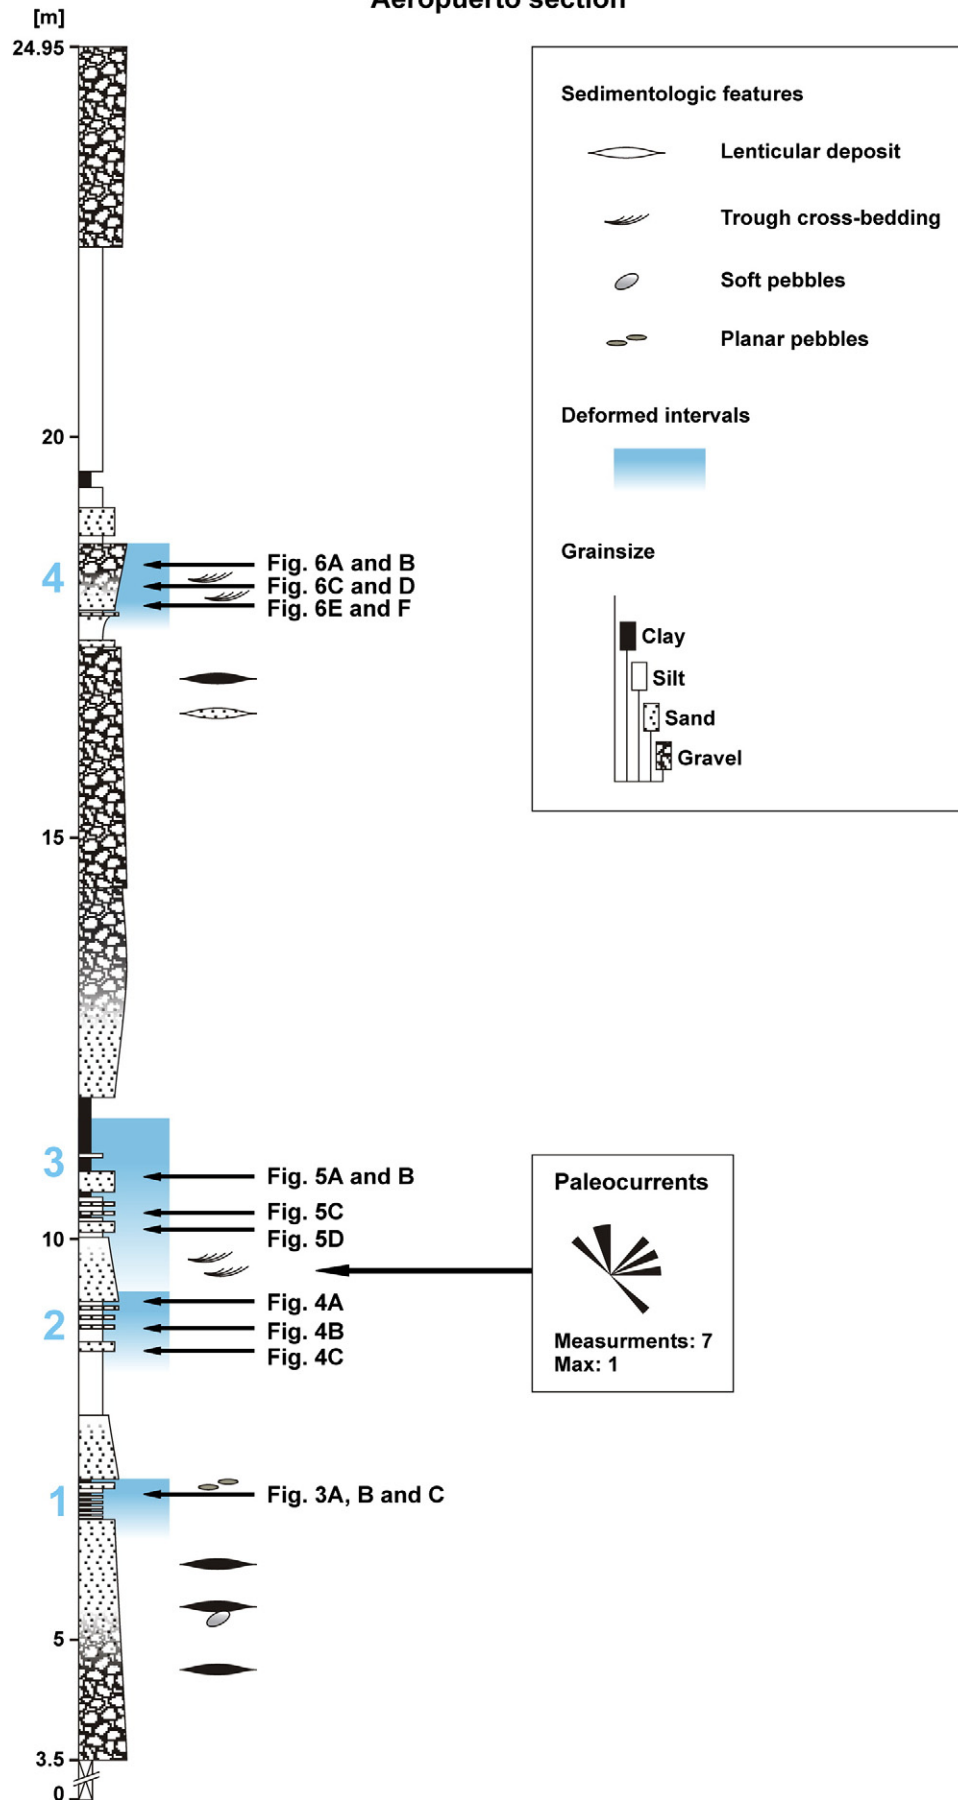 Aeropuerto section
[m]
24.95
20
4
Fig. 6A and B
Fig. 6C and D
Fig. 6E and F
15
3
Fig. 5A and B
Fig. 5C
10
Fig. 5D
2
Fig. 4A
Fig. 4B
Fig. 4C
1
Fig. 3A, B and C
5
3.5
0
Sedimentologic features
Lenticular deposit
Trough cross-bedding
Soft pebbles
Planar pebbles
Deformed intervals
Grainsize
Clay
Silt
Sand
Gravel
Paleocurrents
Measurments: 7
Max: 1